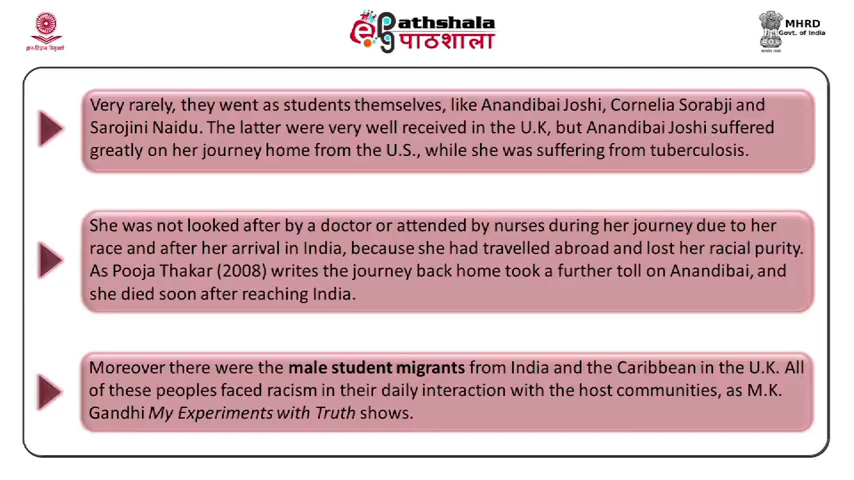 Pathshala
पाठशाला
MHRD
Govt. of India
Very rarely, they went as students themselves, like Anandibai Joshi, Cornelia Sorabji and
Sarojini Naidu. The latter were very well received in the U.K, but Anandibai Joshi suffered
greatly on her journey home from the U.S., while she was suffering from tuberculosis.
She was not looked after by a doctor or attended by nurses during her journey due to her
race and after her arrival in India, because she had travelled abroad and lost her racial purity.
As Pooja Thakar (2008) writes the journey back home took a further toll on Anandibai, and
she died soon after reaching India.
Moreover there were the male student migrants from India and the Caribbean in the U.K. All
of these peoples faced racism in their daily interaction with the host communities, as M.K.
Gandhi My Experiments with Truth shows.